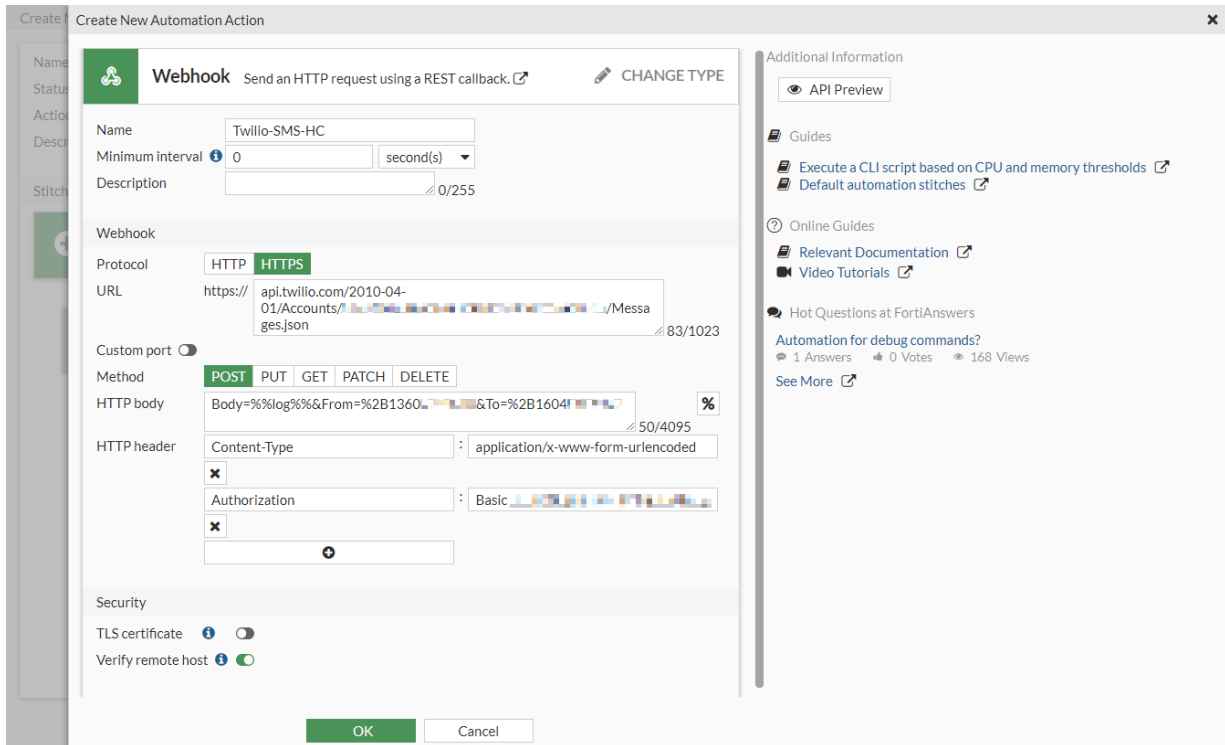 Create N
Create New Automation Action
Name
Status
Action
Descr
Stitch
Webhook Send an HTTP request using a REST callback.
CHANGE TYPE
Name Twilio-SMS-HC
Minimum interval 0 second(s)
Description 0/255
Webhook
Protocol HTTP HTTPS
URL https:// api.twilio.com/2010-04-
01/Accounts/ /Messa
ges.json
83/1023
Custom port
Method POST PUT GET PATCH DELETE
HTTP body Body=%%log%%&From=%2B1360 &To=%2B1604
%
50/4095
HTTP header Content-Type : application/x-www-form-urlencoded
Authorization : Basic
Security
TLS certificate
Verify remote host
OK Cancel
Additional Information
API Preview
Guides
Execute a CLI script based on CPU and memory thresholds
Default automation stitches
Online Guides
Relevant Documentation
Video Tutorials
Hot Questions at FortiAnswers
Automation for debug commands?
1 Answers 0 Votes 168 Views
See More